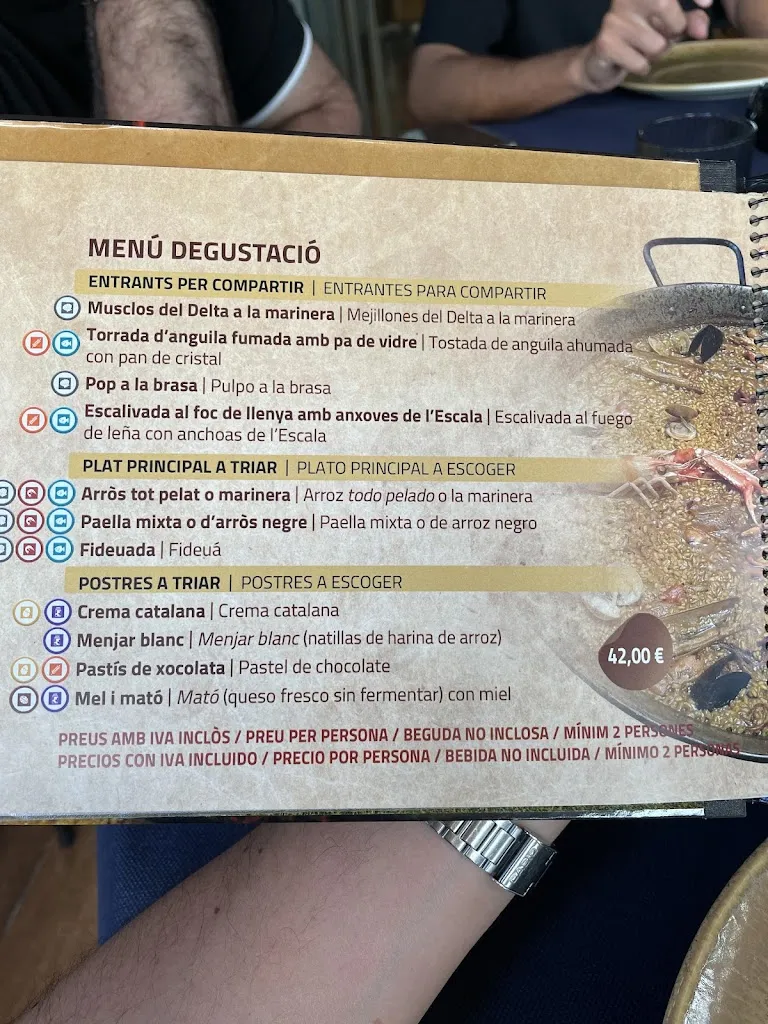 MENÚ DEGUSTACIÓ
ENTRANTS PER COMPARTIR | ENTRANTES PARA COMPARTIR
Musclos del Delta a la marinera | Mejillones del Delta a la marinera
Torrada d'anguila fumada amb pa de vidre | Tostada de anguila ahumada
con pan de cristal
Pop a la brasa | Pulpo a la brasa
Escalivada al foc de llenya amb anxoves de l'Escala | Escalivada al fuego
de leña con anchoas de l'Escala
PLAT PRINCIPAL A TRIAR | PLATO PRINCIPAL A ESCOGER
Arròs tot pelat o marinera | Arroz todo pelado o la marinera
Paella mixta o d'arròs negre | Paella mixta o de arroz negro
Fideuada | Fideuá
POSTRES A TRIAR | POSTRES A ESCOGER
Crema catalana | Crema catalana
Menjar blanc | Menjar blanc (natillas de harina de arroz)
Pastís de xocolata | Pastel de chocolate
Mel i mató | Mató (queso fresco sin fermentar) con miel
42,00 €
PREUS AMB IVA INCLÒS / PREU PER PERSONA / BEGUDA NO INCLOSA / MÍNIM 2 PERSONES
PRECIOS CON IVA INCLUIDO / PRECIO POR PERSONA / BEBIDA NO INCLUIDA / MÍNIMO 2 PERSONAS